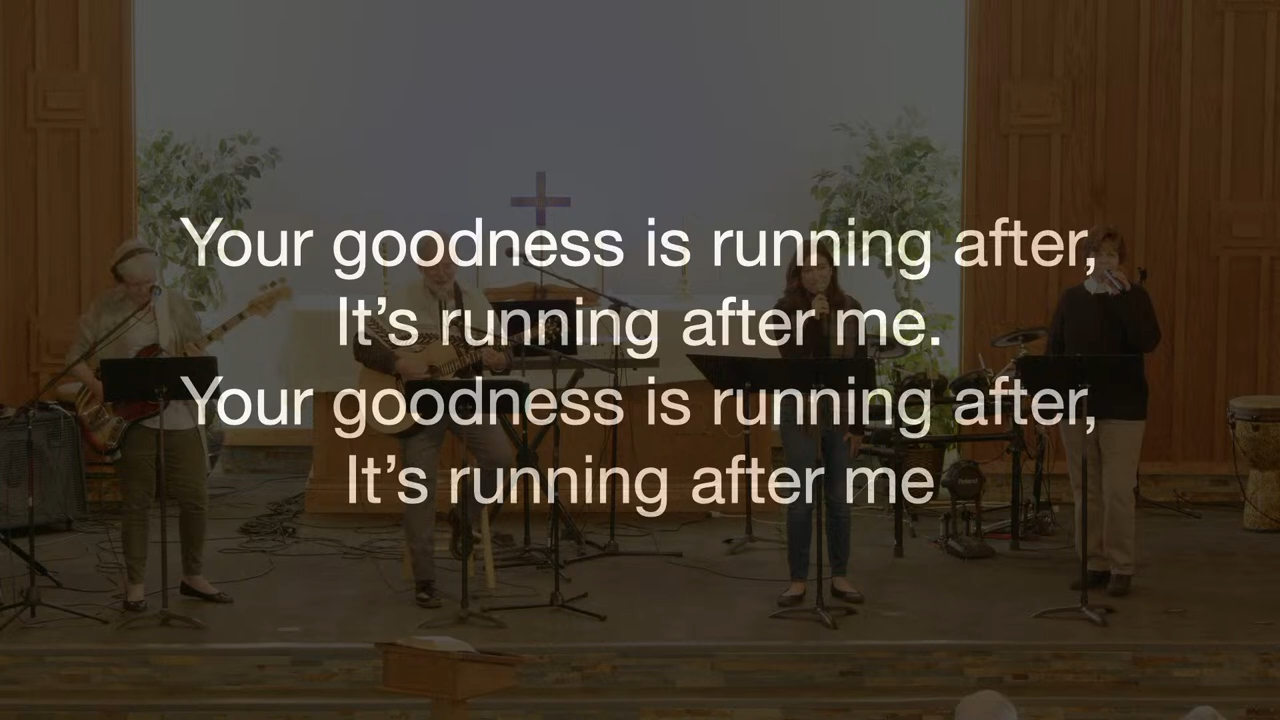 Your goodness is running after,
It’s running after me.
Your goodness is running after,
It’s running after me